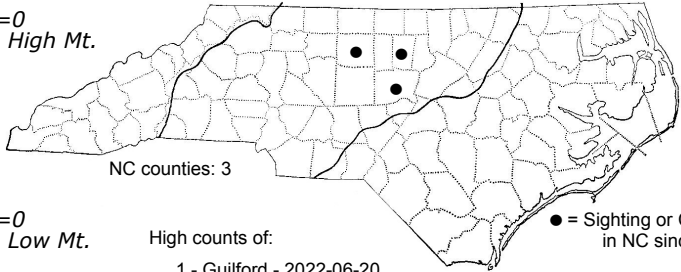 =0
High Mt.
NC counties: 3
=0
Low Mt.
High counts of:
● = Sighting or
in NC
1 - Guilford - 2022-06-20